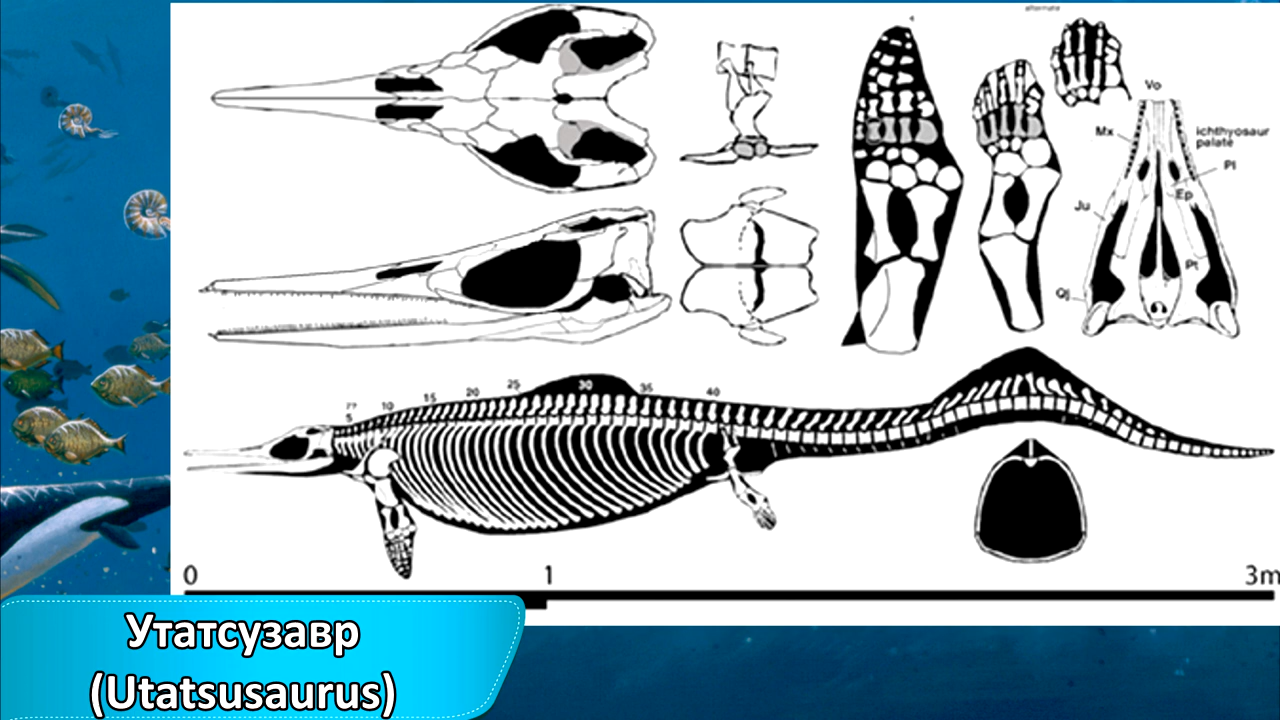 alternate
4
Vo
Mx
ichthyosaur
palate
Pl
Ep
Ju
Pt
Qj
??
5
10
15
20
25
30
35
40
0
1
3m
Утатсузавр
(Utatsusaurus)